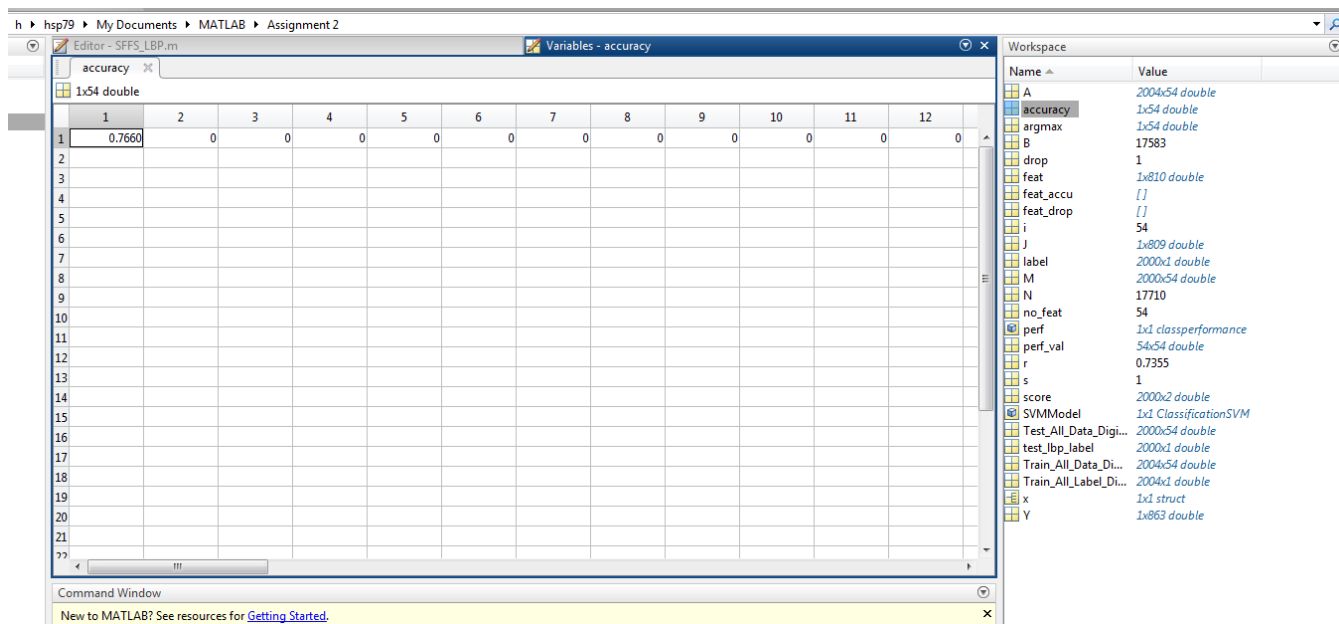 h ▸ hsp79 ▸ My Documents ▸ MATLAB ▸ Assignment 2
Editor - SFFS_LBP.m
Variables - accuracy
accuracy
1x54 double
1 2 3 4 5 6 7 8 9 10 11 12
1 0.7660 0 0 0 0 0 0 0 0 0 0 0
2
3
4
5
6
7
8
9
10
11
12
13
14
15
16
17
18
19
20
21
22
Command Window
New to MATLAB? See resources for Getting Started.
Workspace
Name Value
A 2004x54 double
accuracy 1x54 double
argmax 1x54 double
B 17583
drop 1
feat 1x810 double
feat_accu [ ]
feat_drop [ ]
i 54
J 1x809 double
label 2000x1 double
M 2000x54 double
N 17710
no_feat 54
perf 1x1 classperformance
perf_val 54x54 double
r 0.7355
s 1
score 2000x2 double
SVMModel 1x1 ClassificationSVM
Test_All_Data_Digi... 2000x54 double
test_lbp_label 2000x1 double
Train_All_Data_Di... 2004x54 double
Train_All_Label_Di... 2004x1 double
x 1x1 struct
Y 1x863 double